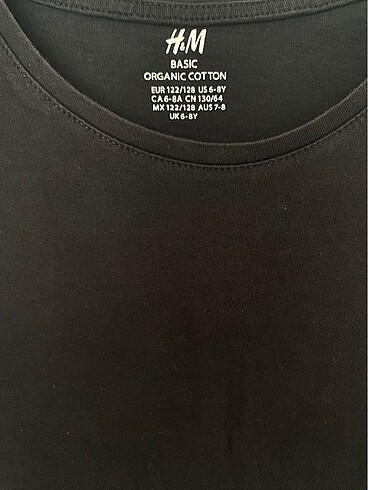 H&M
BASIC
ORGANIC COTTON
EUR 122/128 US 6-8Y
CA 6-8A CN 130/64
MX 122/128 AUS 7-8
UK 6-8Y